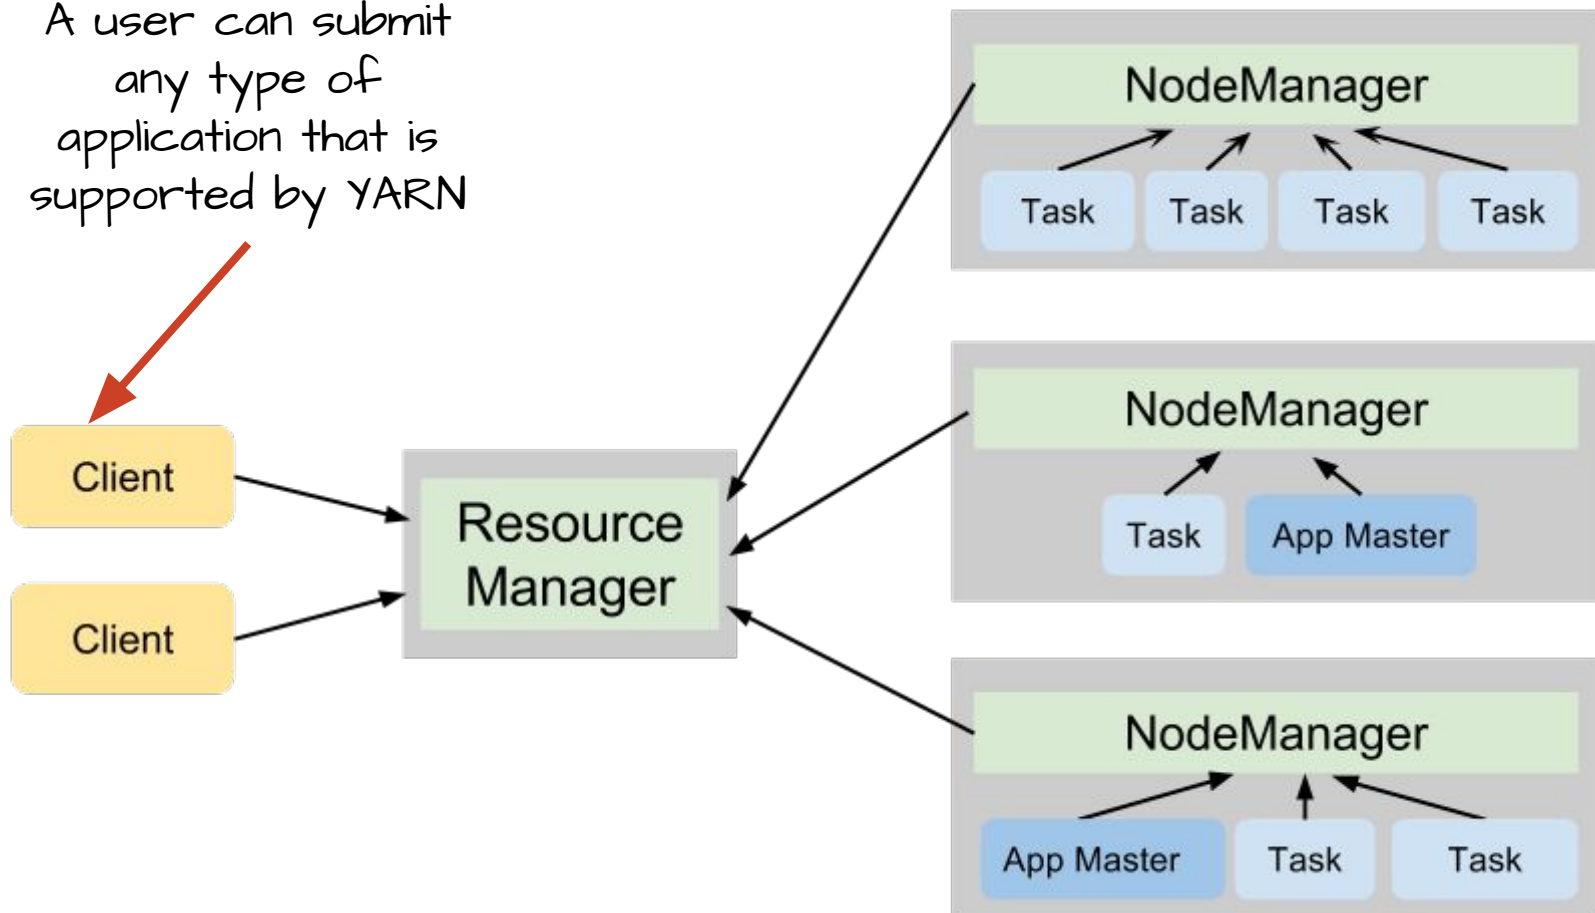 A user can submit
any type of
application that is
supported by YARN
NodeManager
Task Task Task Task
NodeManager
Task App Master
Client
Resource
Manager
Client
NodeManager
App Master Task Task